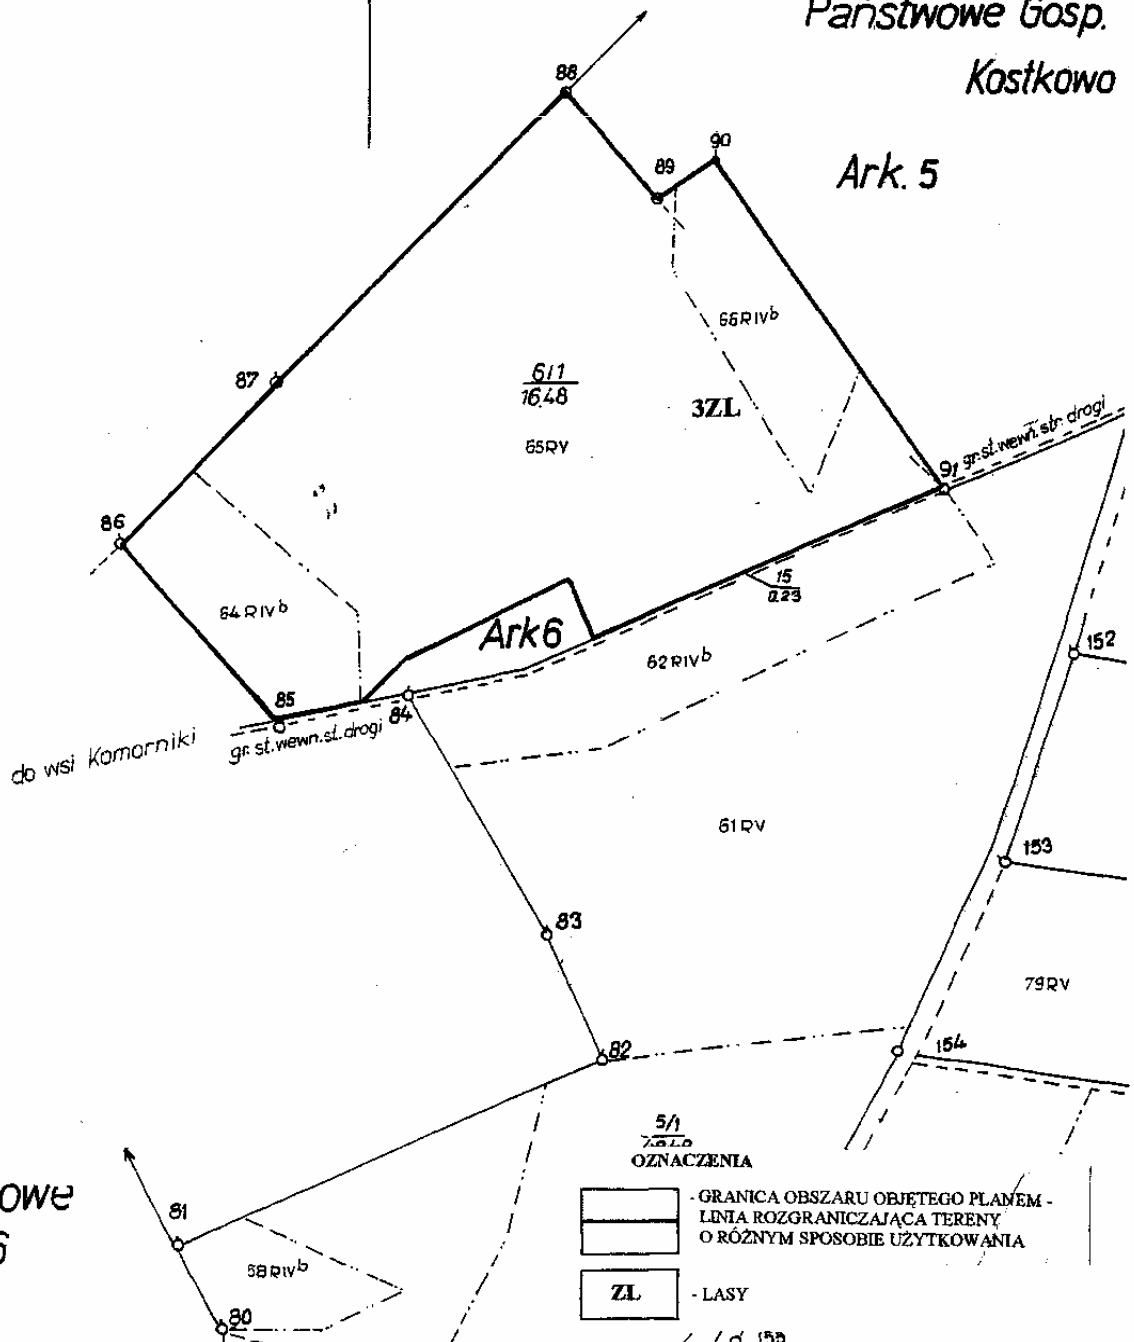 Państwowe Gosp.
Kostkowo
Ark. 5
88
89
90
66RIVb
87
6/1
16.48
3ZL
65RV
91
gr.st.wewn.str.drogi
86
64RIVb
Ark6
15
0.23
62RIVb
152
85
84
gr.st.wewn.st.drogi
do wsi Komorniki
61RV
153
83
79RV
82
154
5/1
OZNACZENIA
- GRANICA OBSZARU OBJĘTEGO PLANEM -
LINIA ROZGRANICZAJĄCA TERENY
O RÓŻNYM SPOSOBIE UŻYTKOWANIA
owe
6
81
58RIVb
ZL - LASY
80
155